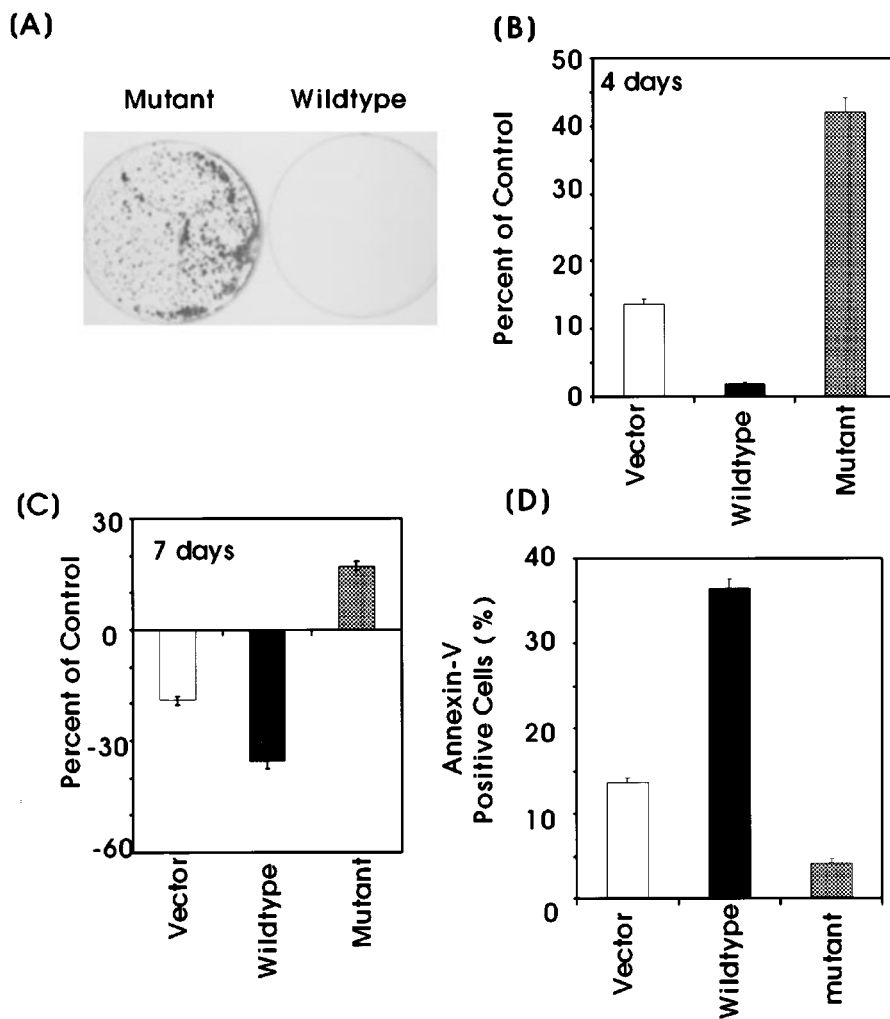 (A)
Mutant Wildtype
(B)
50
40
30
20
10
0
4 days
Percent of Control
Vector
Wildtype
Mutant
(C)
30
0
-30
-60
7 days
Percent of Control
Vector
Wildtype
Mutant
(D)
40
30
20
10
0
Annexin-V
Positive Cells (%)
Vector
Wildtype
mutant